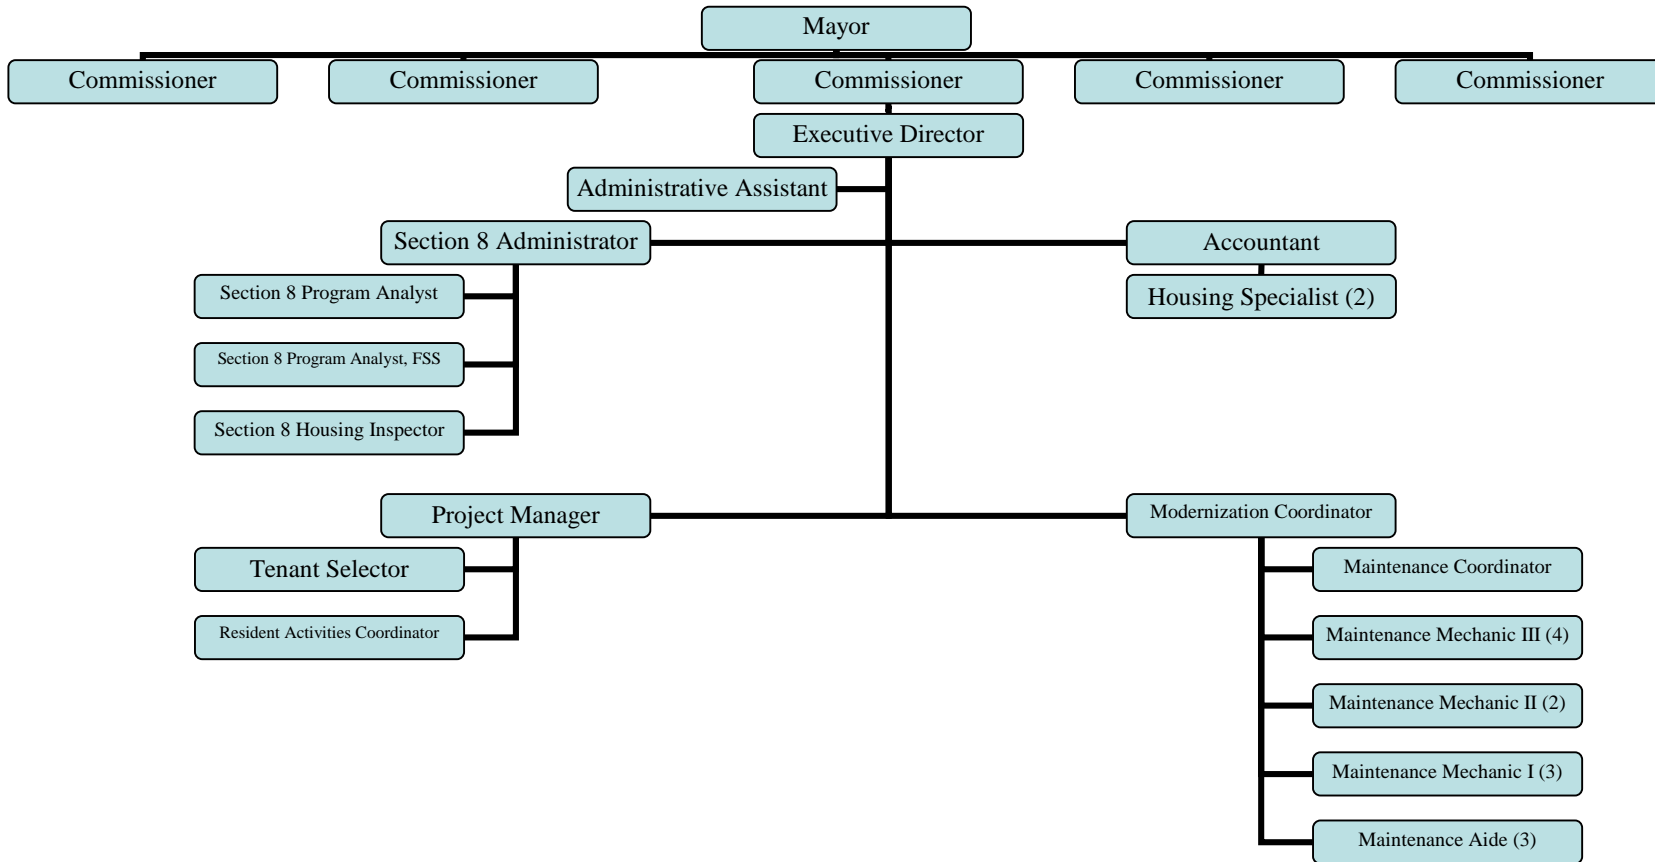 Mayor
Commissioner
Commissioner
Commissioner
Commissioner
Commissioner
Executive Director
Administrative Assistant
Section 8 Administrator
Accountant
Section 8 Program Analyst
Housing Specialist (2)
Section 8 Program Analyst, FSS
Section 8 Housing Inspector
Project Manager
Modernization Coordinator
Tenant Selector
Maintenance Coordinator
Resident Activities Coordinator
Maintenance Mechanic III (4)
Maintenance Mechanic II (2)
Maintenance Mechanic I (3)
Maintenance Aide (3)